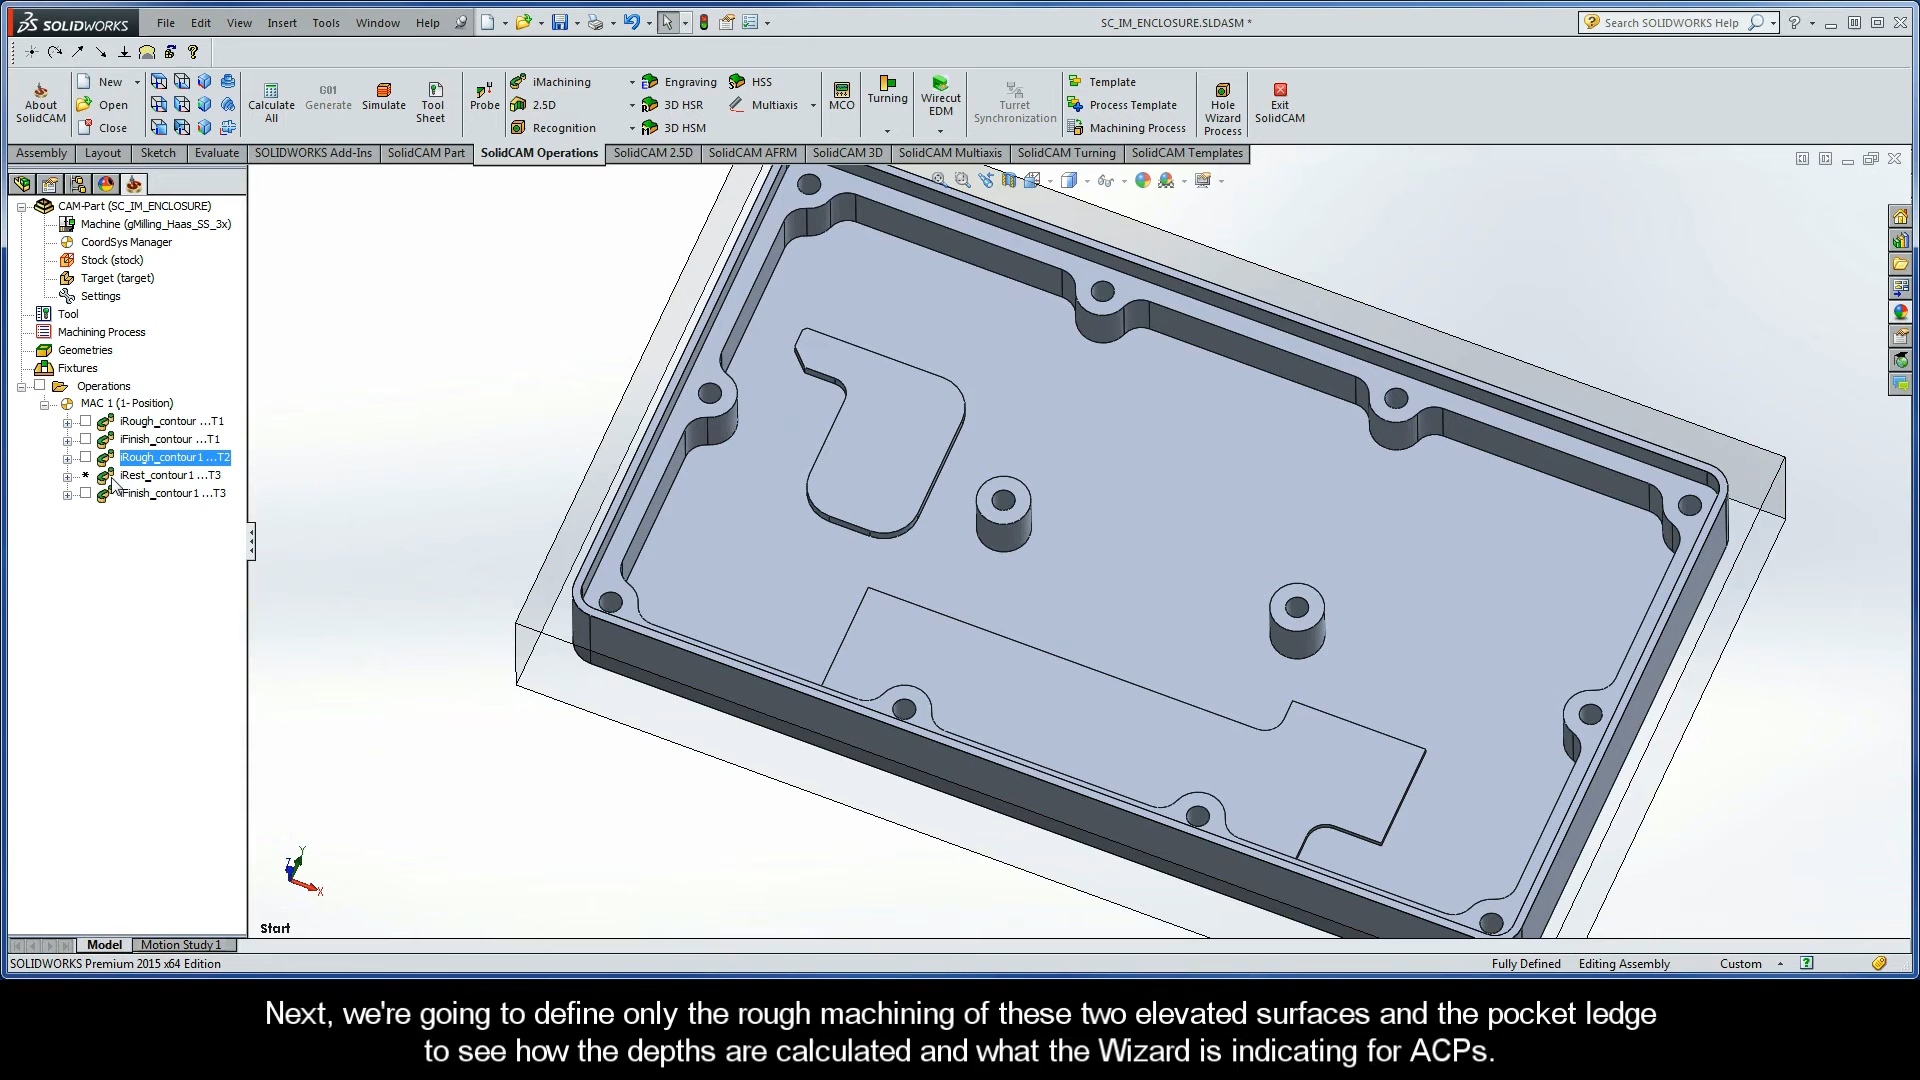 SOLIDWORKS File Edit View Insert Tools Window Help SC_IM_ENCLOSURE.SLDASM * Search SOLIDWORKS Help
About SolidCAM
New
Open
Close
Calculate All
G01 Generate
Simulate
Tool Sheet
Probe
iMachining
2.5D
Recognition
Engraving
3D HSR
3D HSM
HSS
Multiaxis
MCO
Turning
Wirecut EDM
Turret Synchronization
Template
Process Template
Machining Process
Hole Wizard Process
Exit SolidCAM
Assembly Layout Sketch Evaluate SOLIDWORKS Add-Ins SolidCAM Part SolidCAM Operations SolidCAM 2.5D SolidCAM AFRM SolidCAM 3D SolidCAM Multiaxis SolidCAM Turning SolidCAM Templates
CAM-Part (SC_IM_ENCLOSURE)
Machine (gMilling_Haas_SS_3x)
CoordSys Manager
Stock (stock)
Target (target)
Settings
Tool
Machining Process
Geometries
Fixtures
Operations
MAC 1 (1- Position)
iRough_contour ...T1
iFinish_contour ...T1
iRough_contour1 ...T2
* iRest_contour1 ...T3
iFinish_contour1 ...T3
Z Y X
Start
Model Motion Study 1
SOLIDWORKS Premium 2015 x64 Edition Fully Defined Editing Assembly Custom
Next, we're going to define only the rough machining of these two elevated surfaces and the pocket ledge
to see how the depths are calculated and what the Wizard is indicating for ACPs.